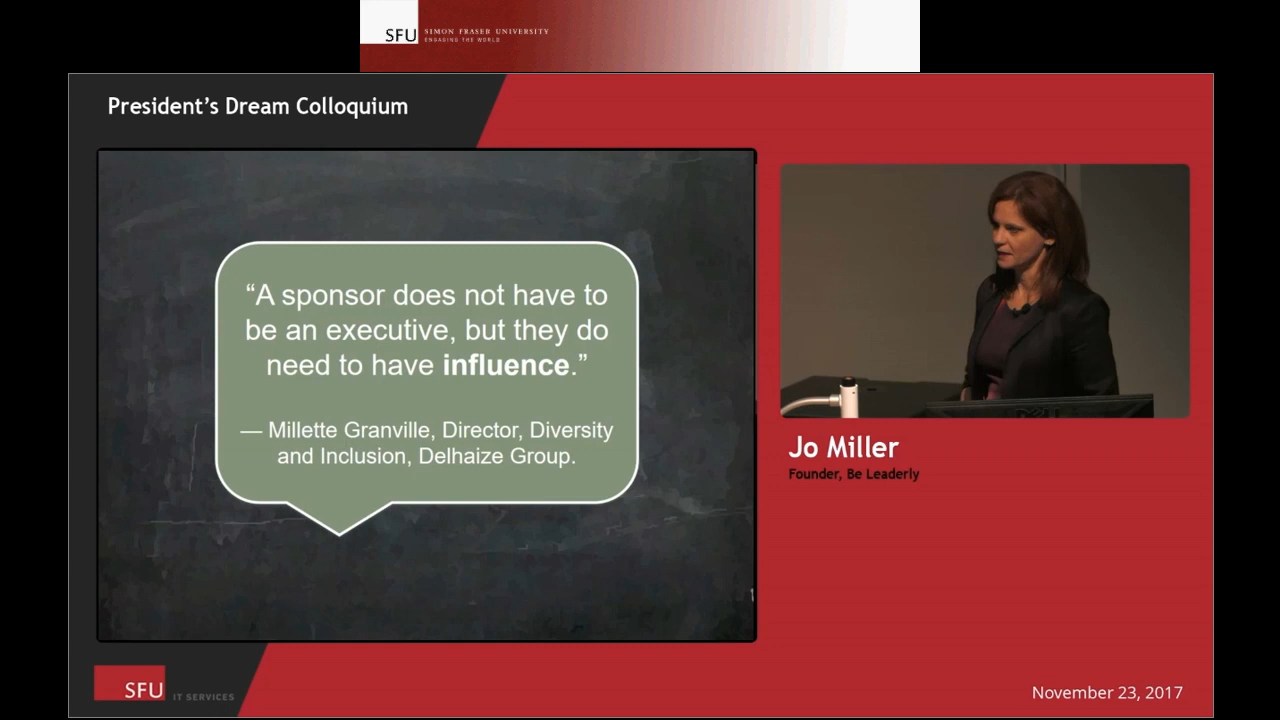 SFU SIMON FRASER UNIVERSITY
ENGAGING THE WORLD
President’s Dream Colloquium
“A sponsor does not have to
be an executive, but they do
need to have influence.”
— Millette Granville, Director, Diversity
and Inclusion, Delhaize Group.
Jo Miller
Founder, Be Leaderly
SFU IT SERVICES
November 23, 2017